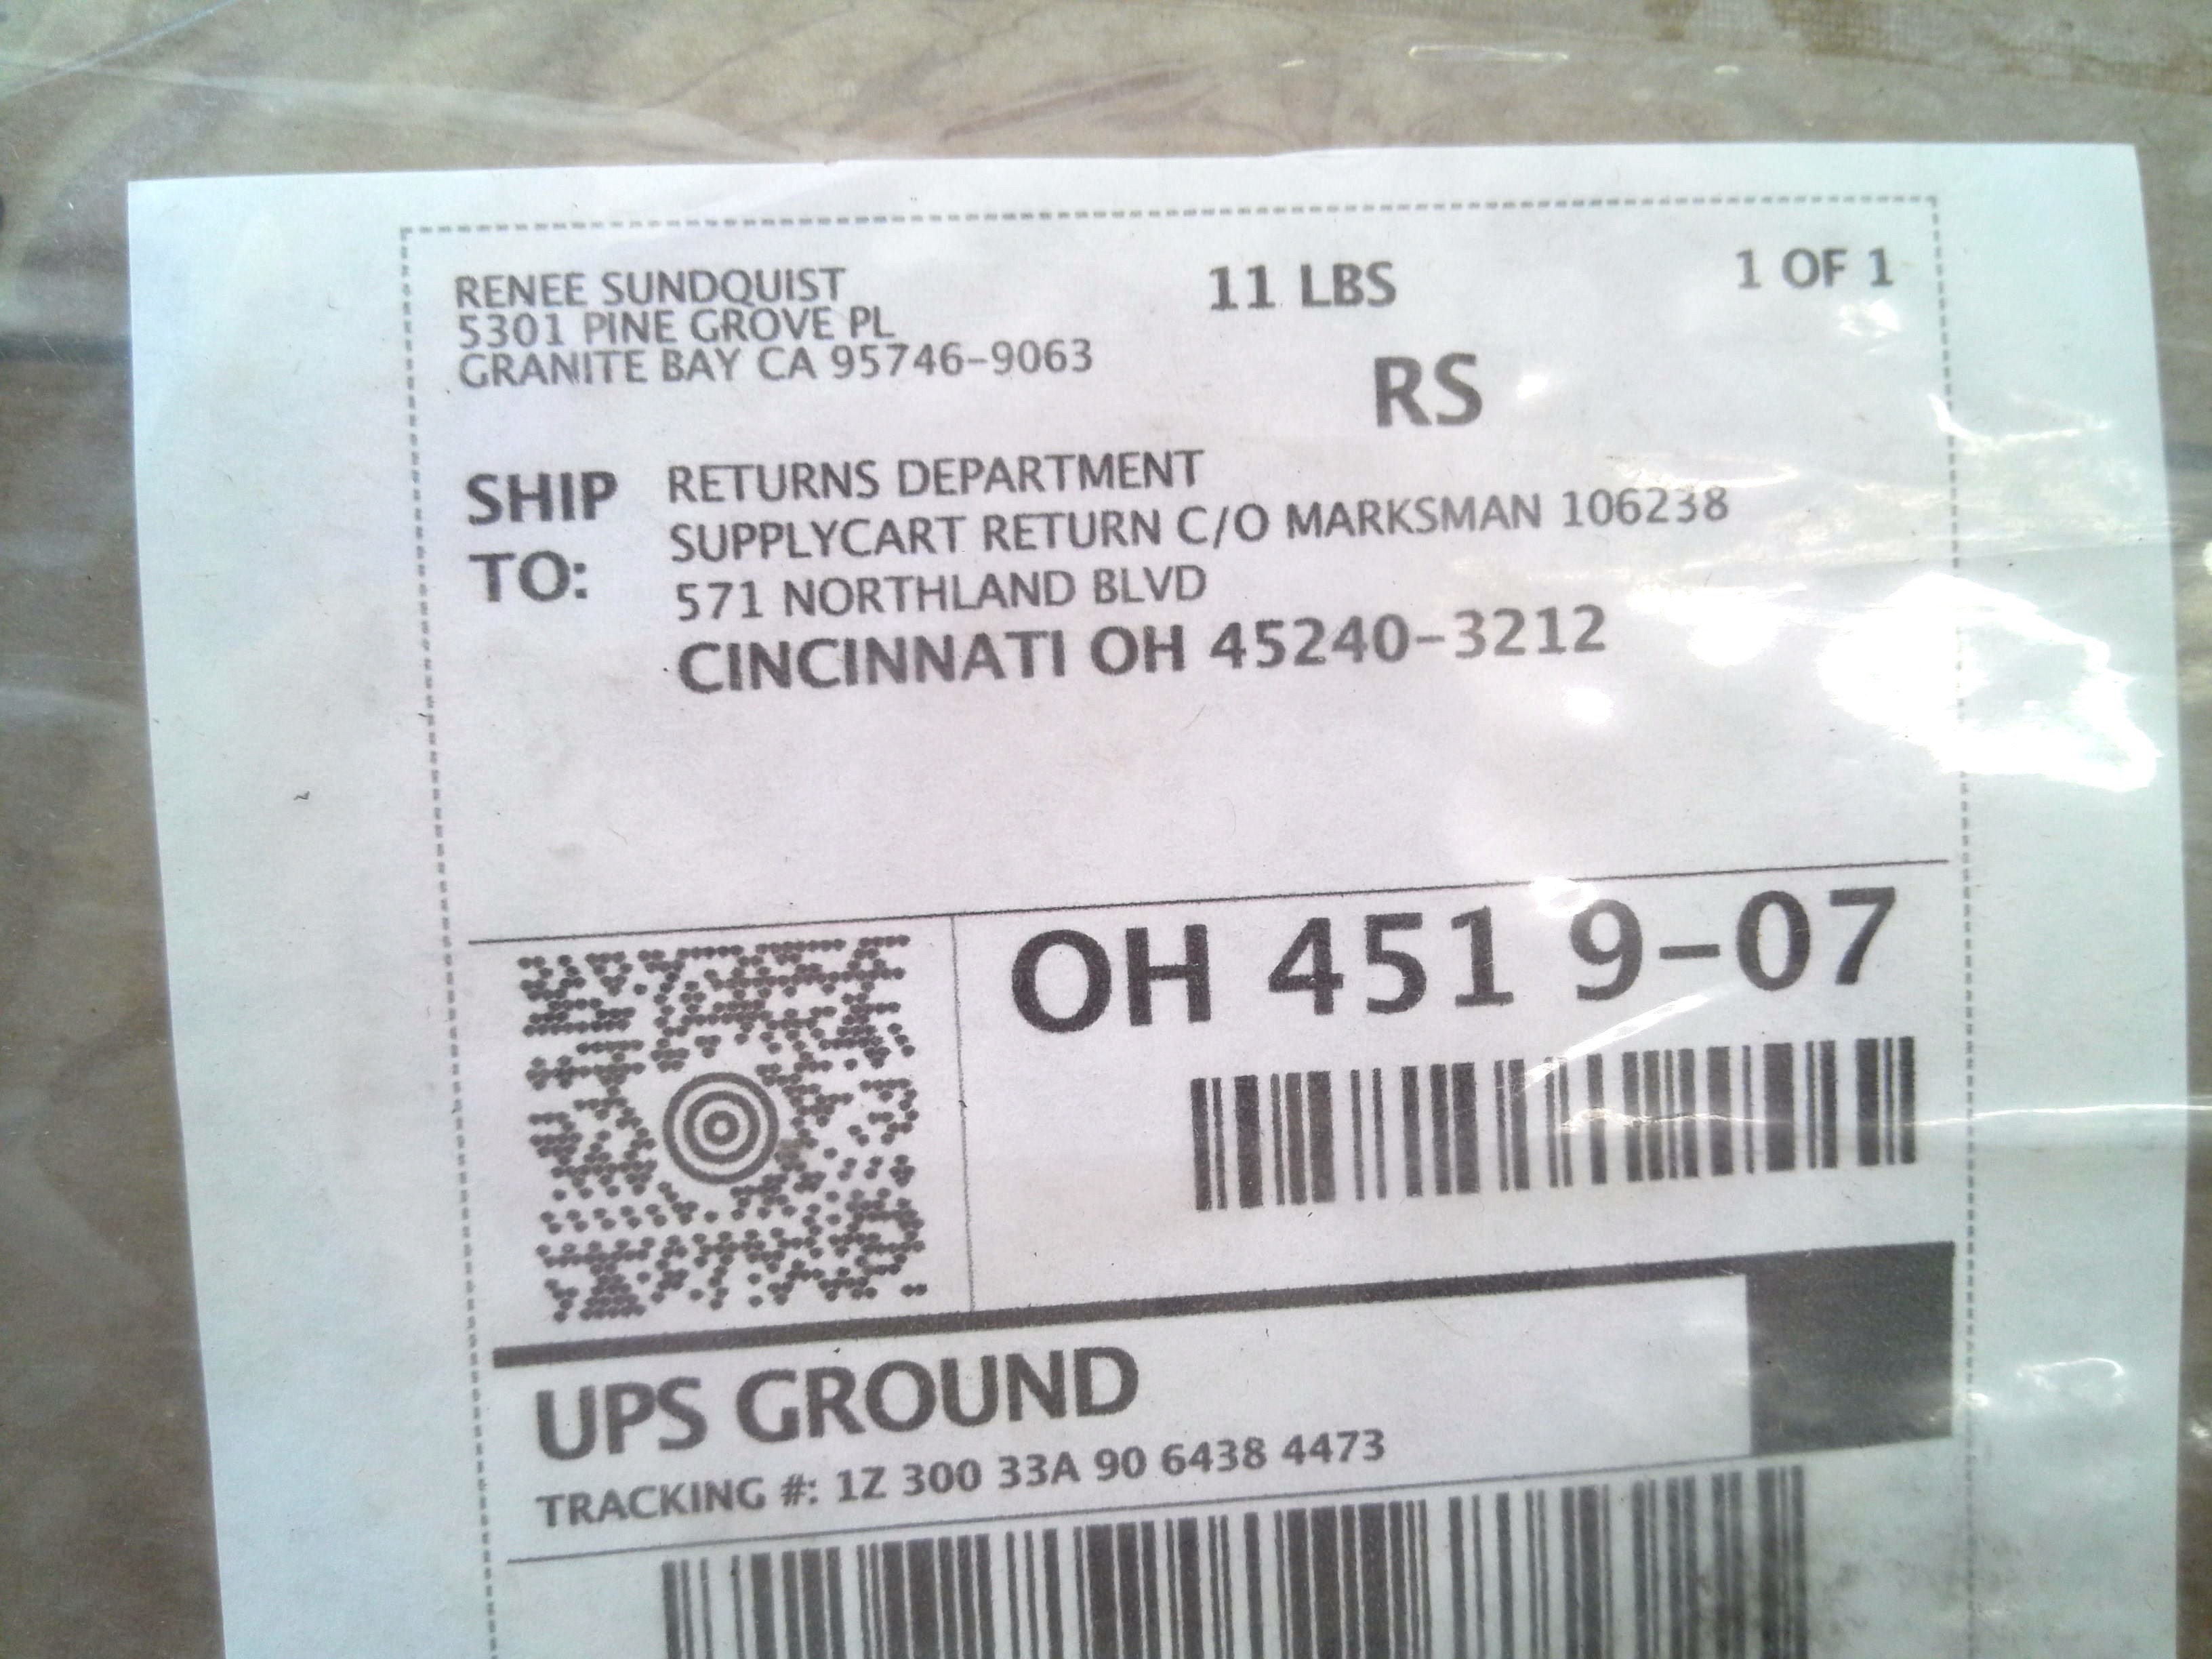 RENEE SUNDQUIST
5301 PINE GROVE PL
GRANITE BAY CA 95746-9063
11 LBS
1 OF 1
RS
SHIP TO:
RETURNS DEPARTMENT
SUPPLYCART RETURN C/O MARKSMAN 106238
571 NORTHLAND BLVD
CINCINNATI OH 45240-3212
OH 451 9-07
UPS GROUND
TRACKING #: 1Z 300 33A 90 6438 4473